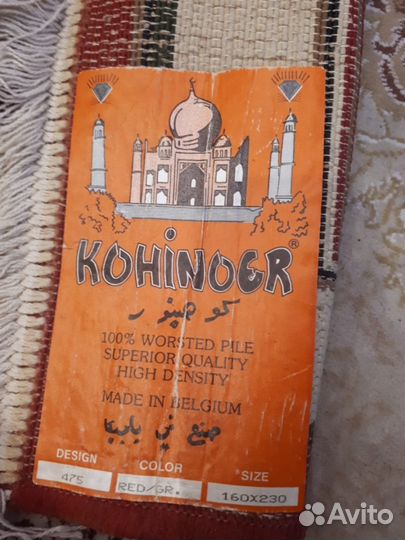 KOHINOOR®
كوهينور
100% WORSTED PILE
SUPERIOR QUALITY
HIGH DENSITY
MADE IN BELGIUM
صنع في بلجيكا
DESIGN COLOR SIZE
475 RED/GR. 160X230
Avito